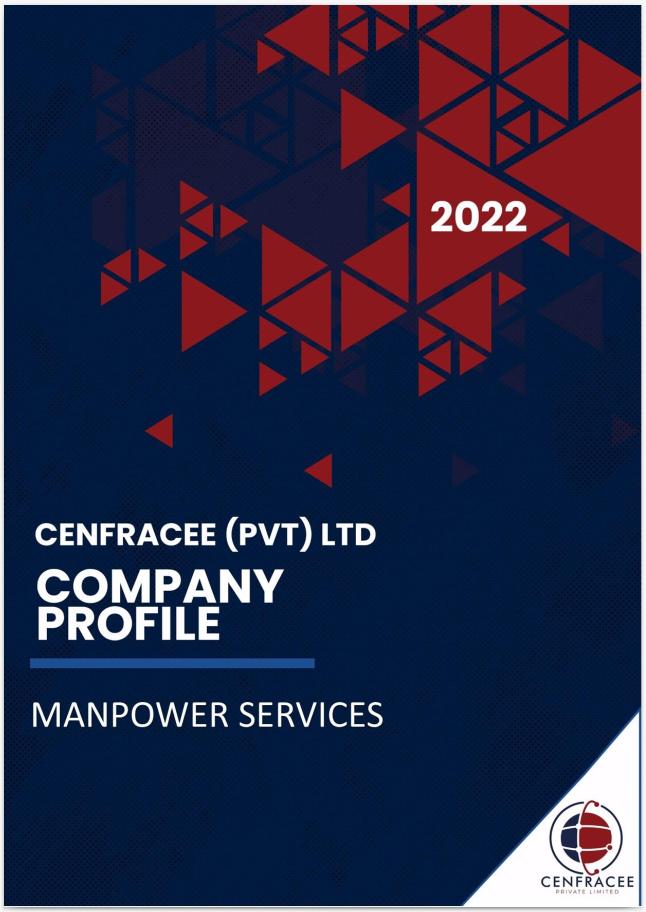 2022
CENFRACEE (PVT) LTD
COMPANY
PROFILE
MANPOWER SERVICES
CENFRACEE
PRIVATE LIMITED